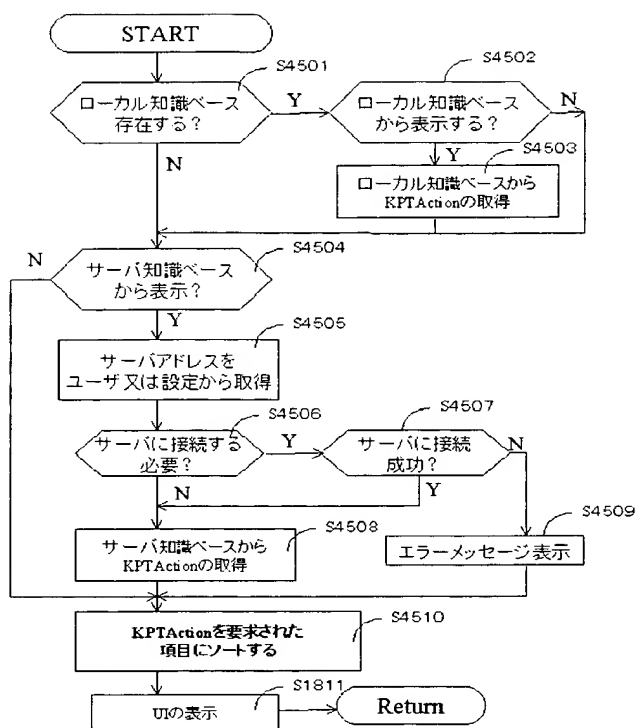 START
S4501
S4502
ローカル知識ベース
存在する？
Y
ローカル知識ベース
から表示する？
N
N
Y
S4503
ローカル知識ベースから
KPTActionの取得
S4504
N
サーバ知識ベース
から表示？
Y
S4505
サーバアドレスを
ユーザ又は設定から取得
S4506
S4507
サーバに接続する
必要？
Y
サーバに接続
成功？
N
N
Y
S4508
S4509
サーバ知識ベースから
KPTActionの取得
エラーメッセージ表示
S4510
KPTActionを要求された
項目にソートする
S1811
UIの表示
Return